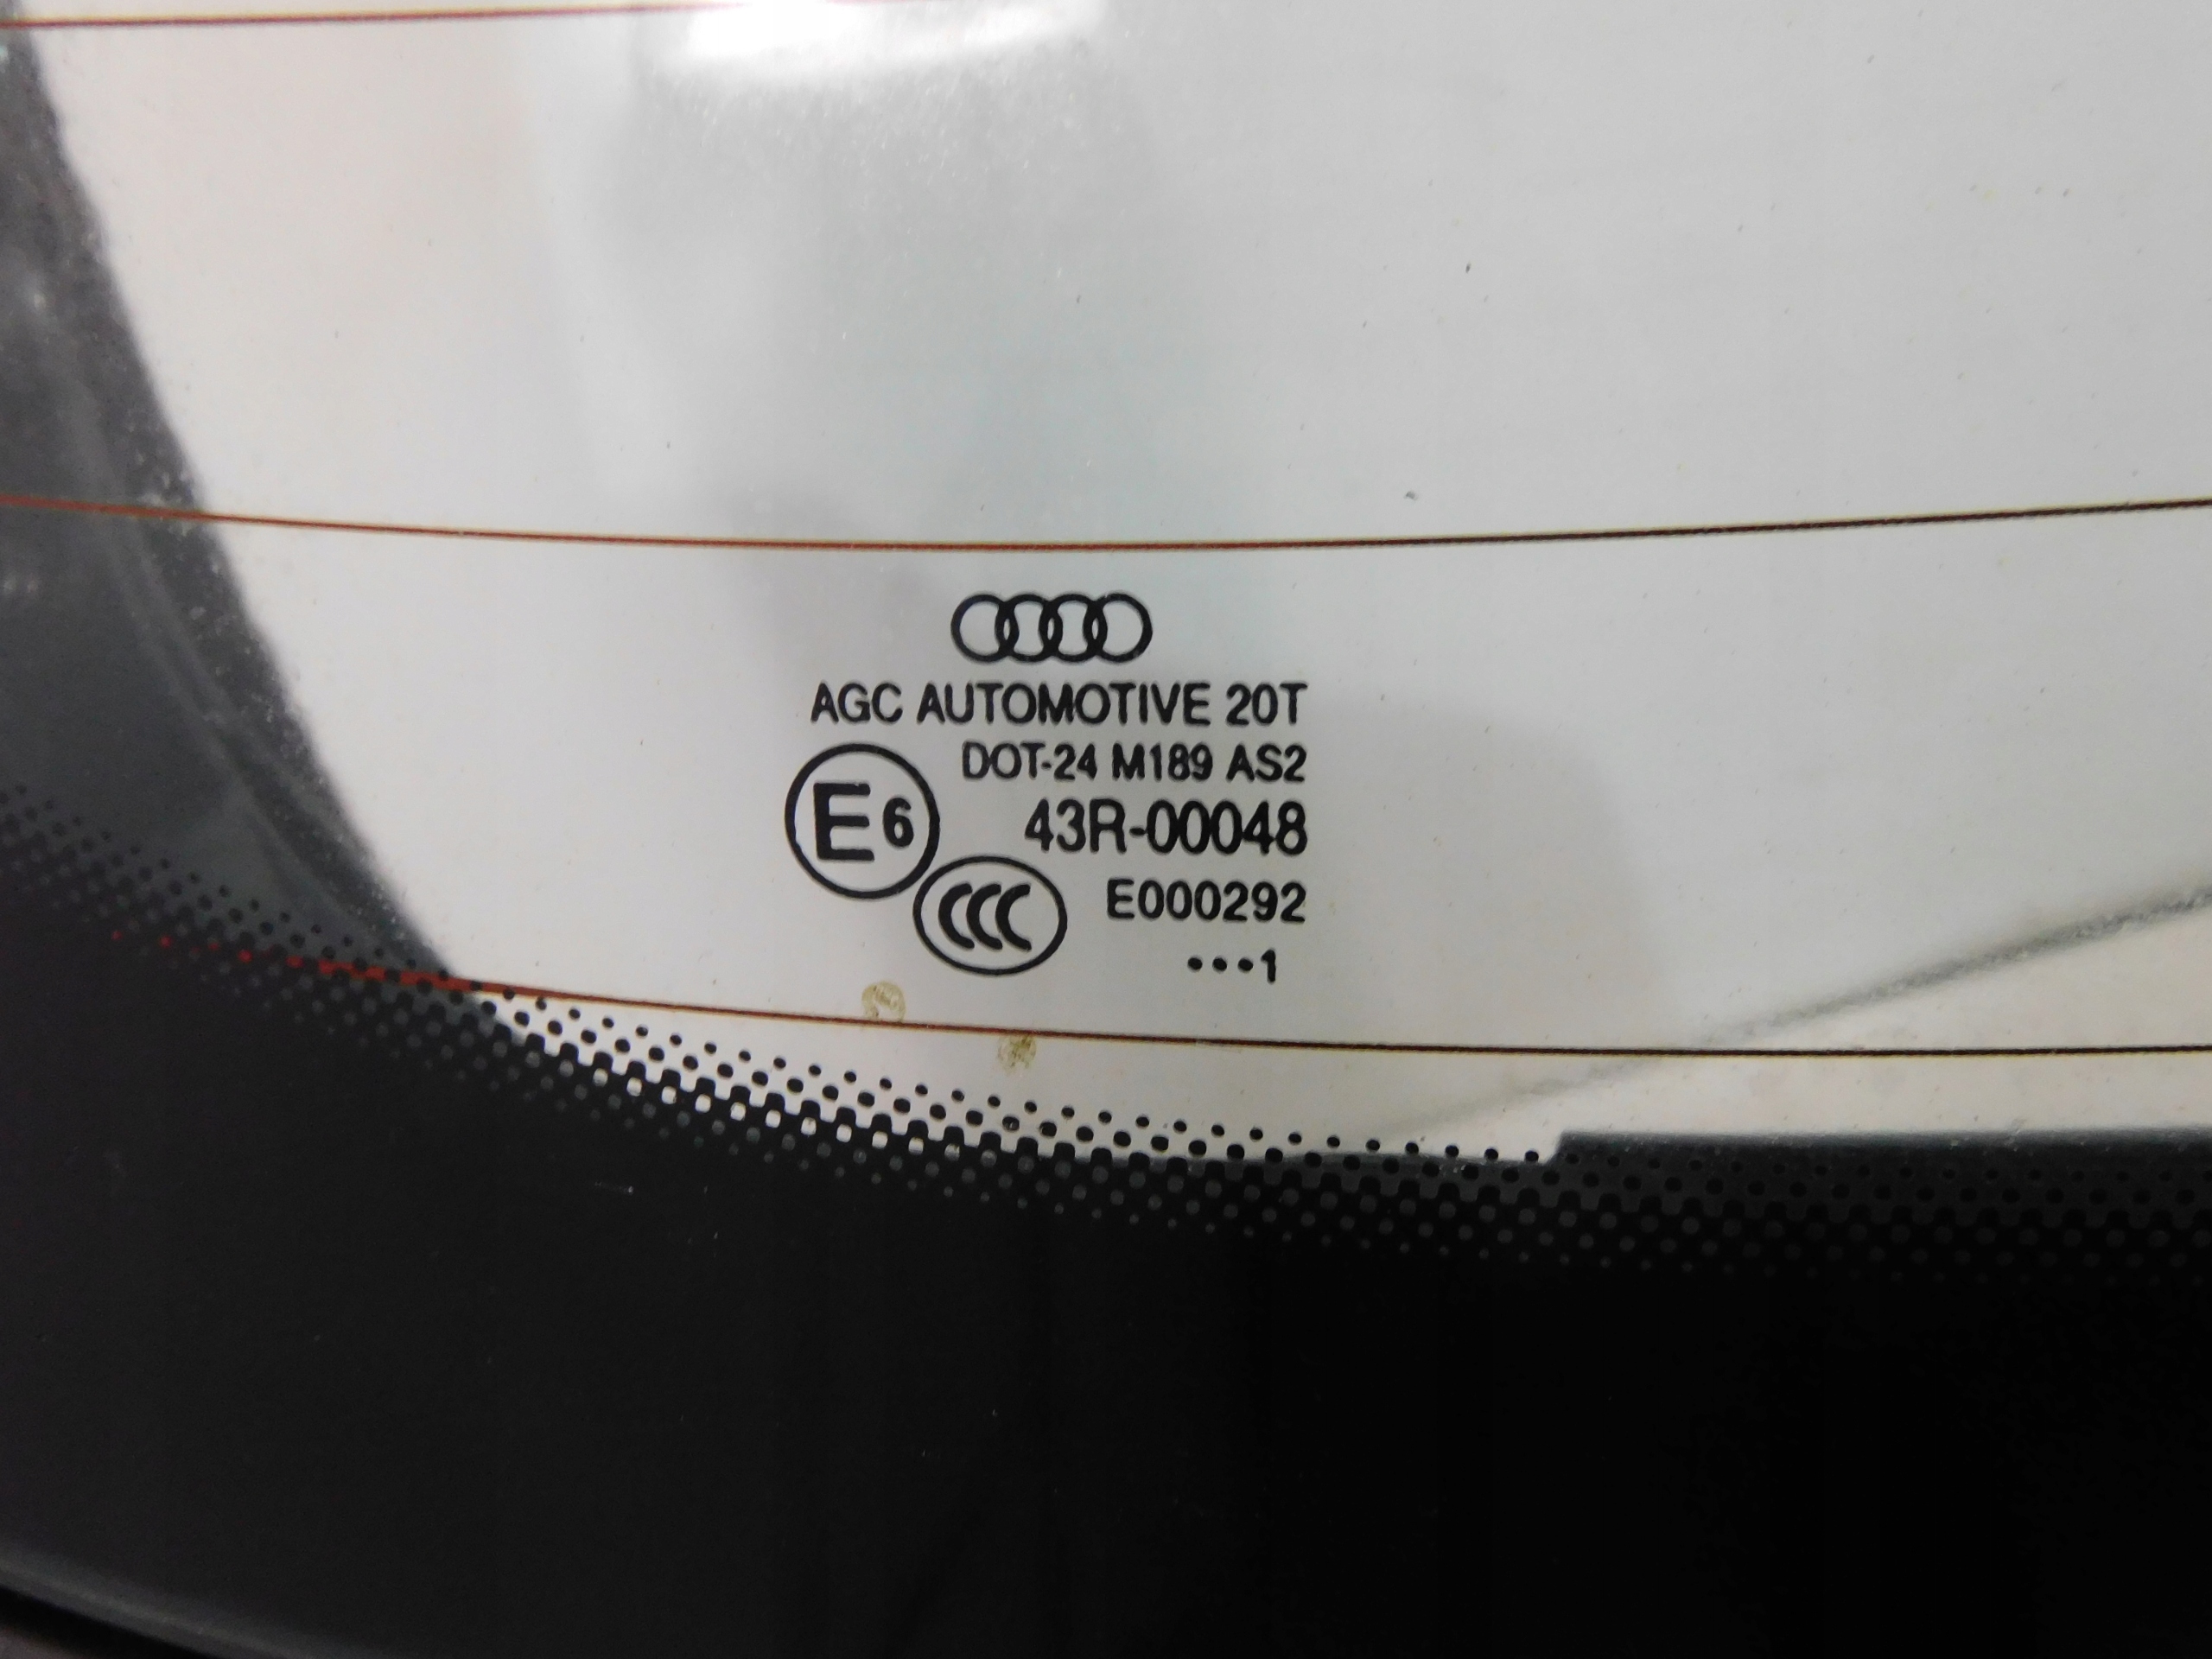 AGC AUTOMOTIVE 20T
DOT-24 M189 AS2
E6 43R-00048
CCC E000292
•••1